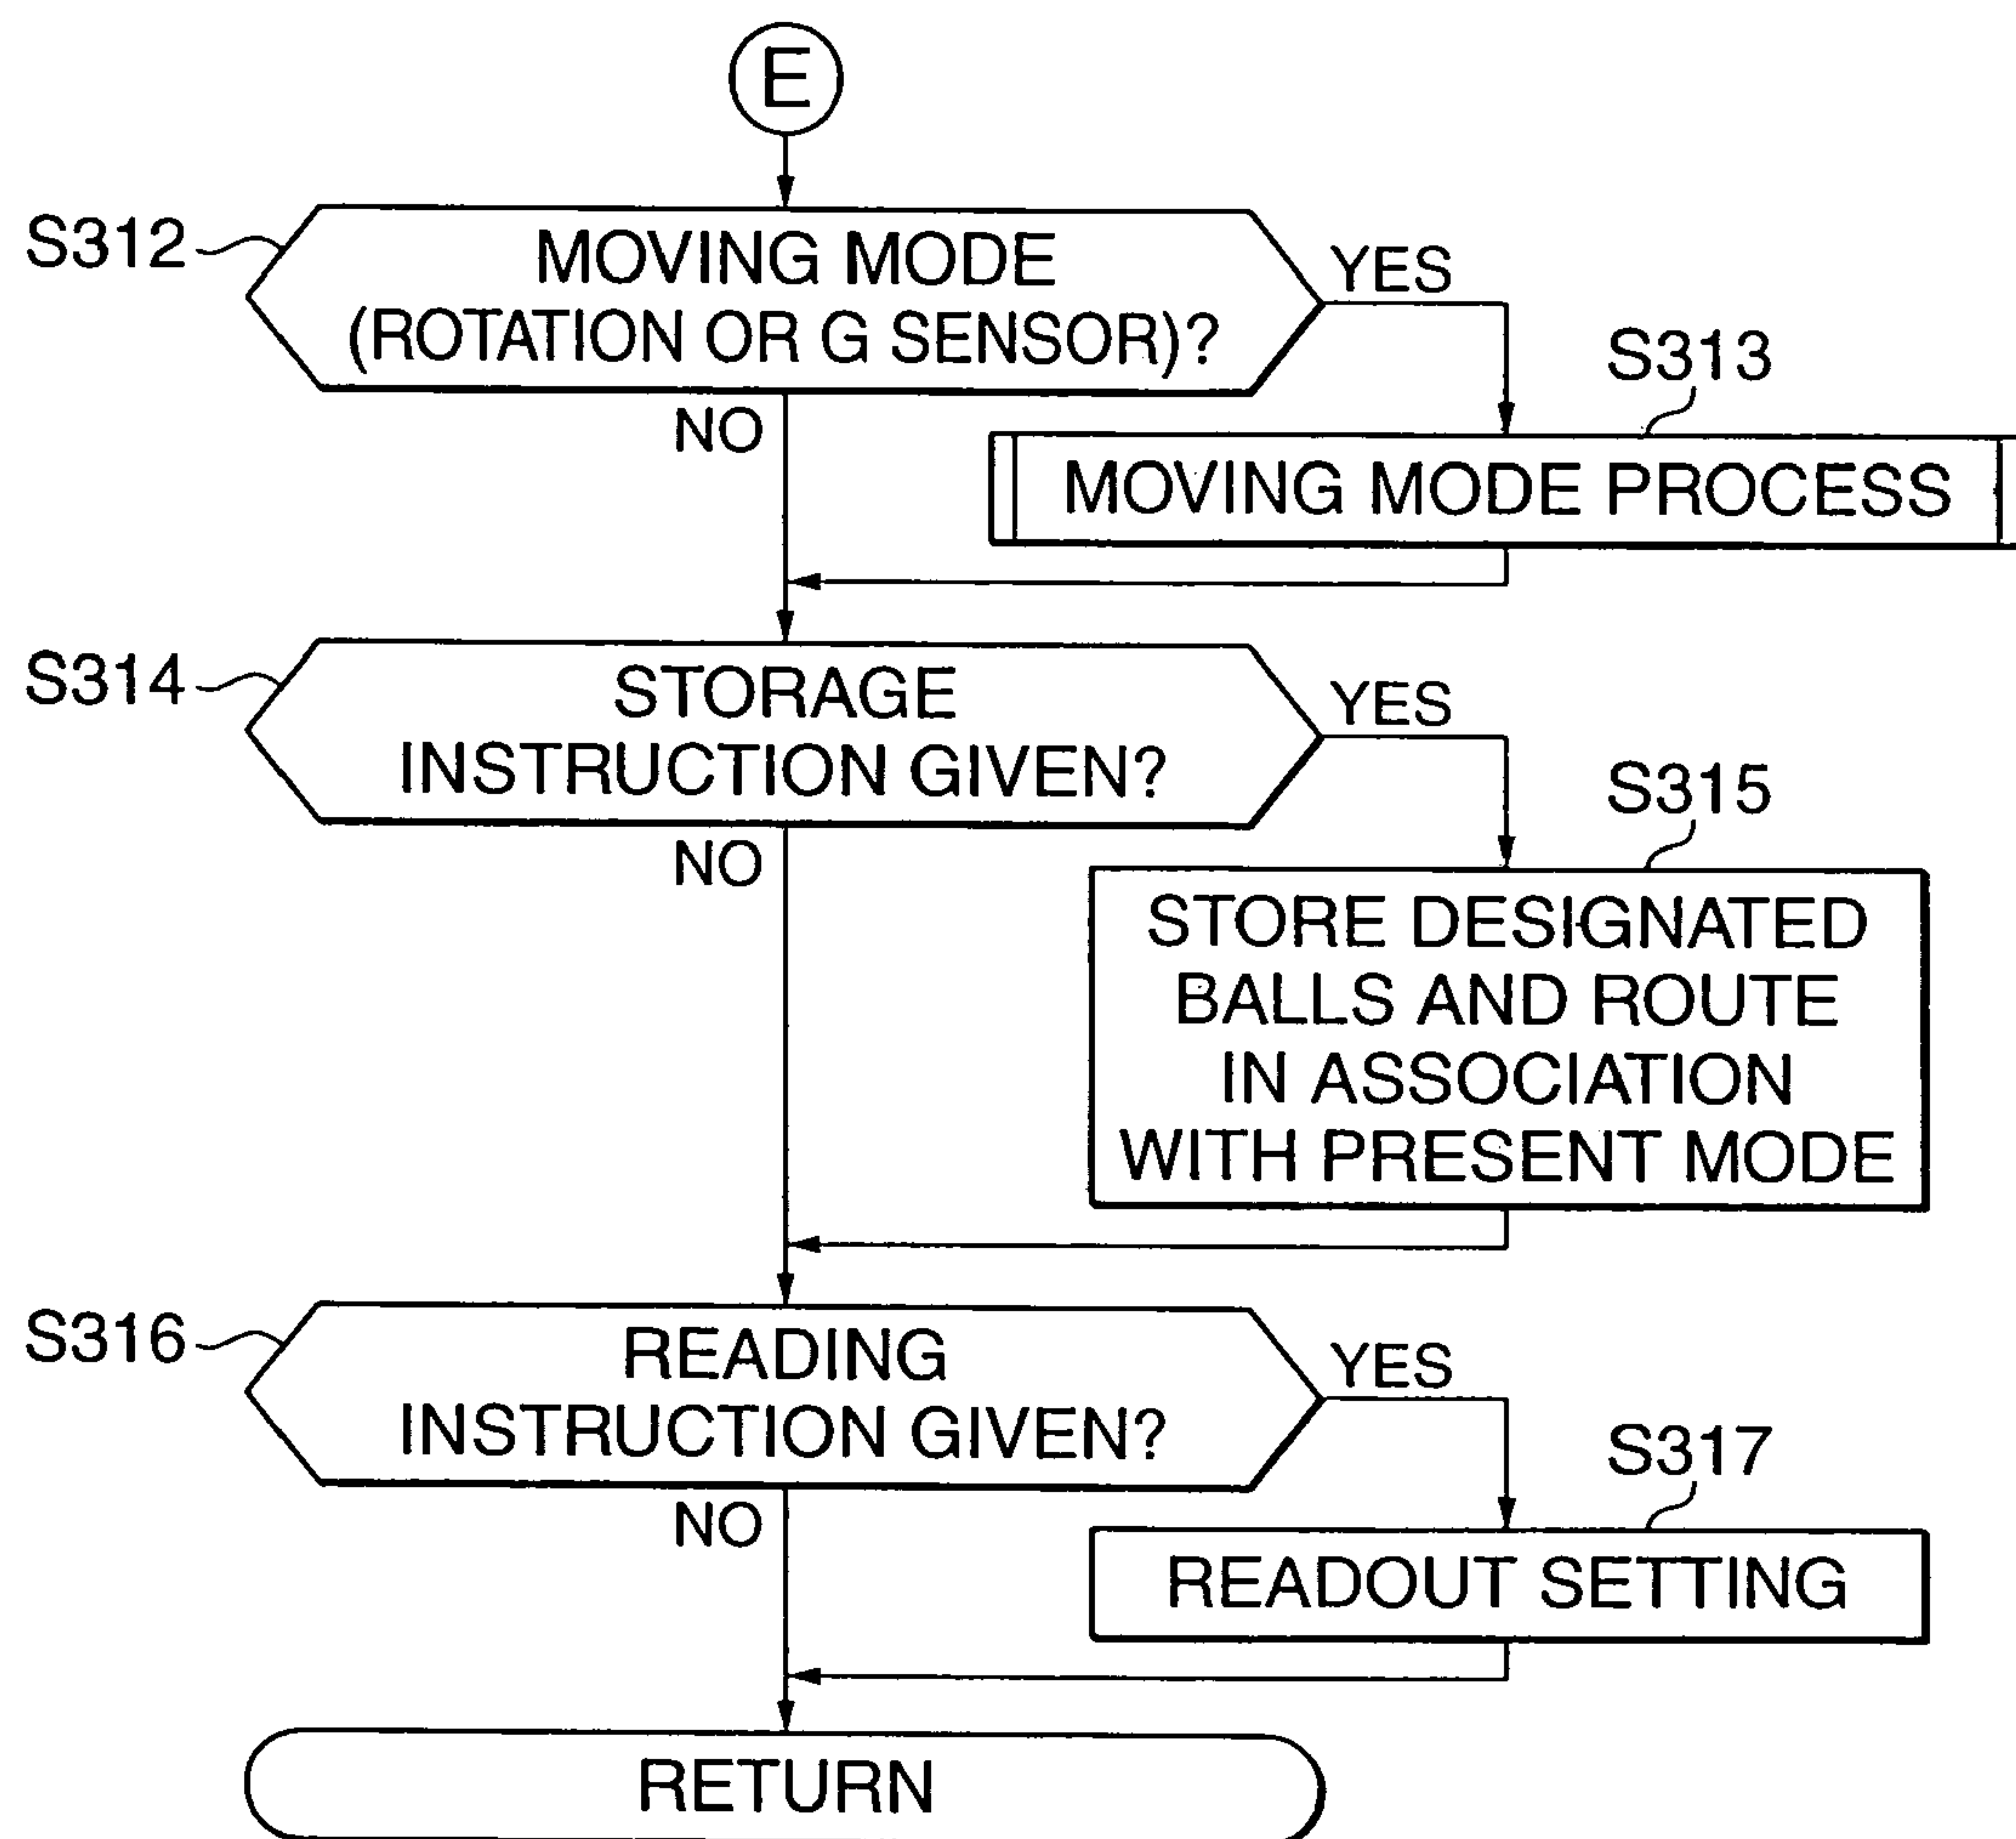 E
S312
MOVING MODE
(ROTATION OR G SENSOR)?
YES
NO
S313
MOVING MODE PROCESS
S314
STORAGE
INSTRUCTION GIVEN?
YES
NO
S315
STORE DESIGNATED
BALLS AND ROUTE
IN ASSOCIATION
WITH PRESENT MODE
S316
READING
INSTRUCTION GIVEN?
YES
NO
S317
READOUT SETTING
RETURN